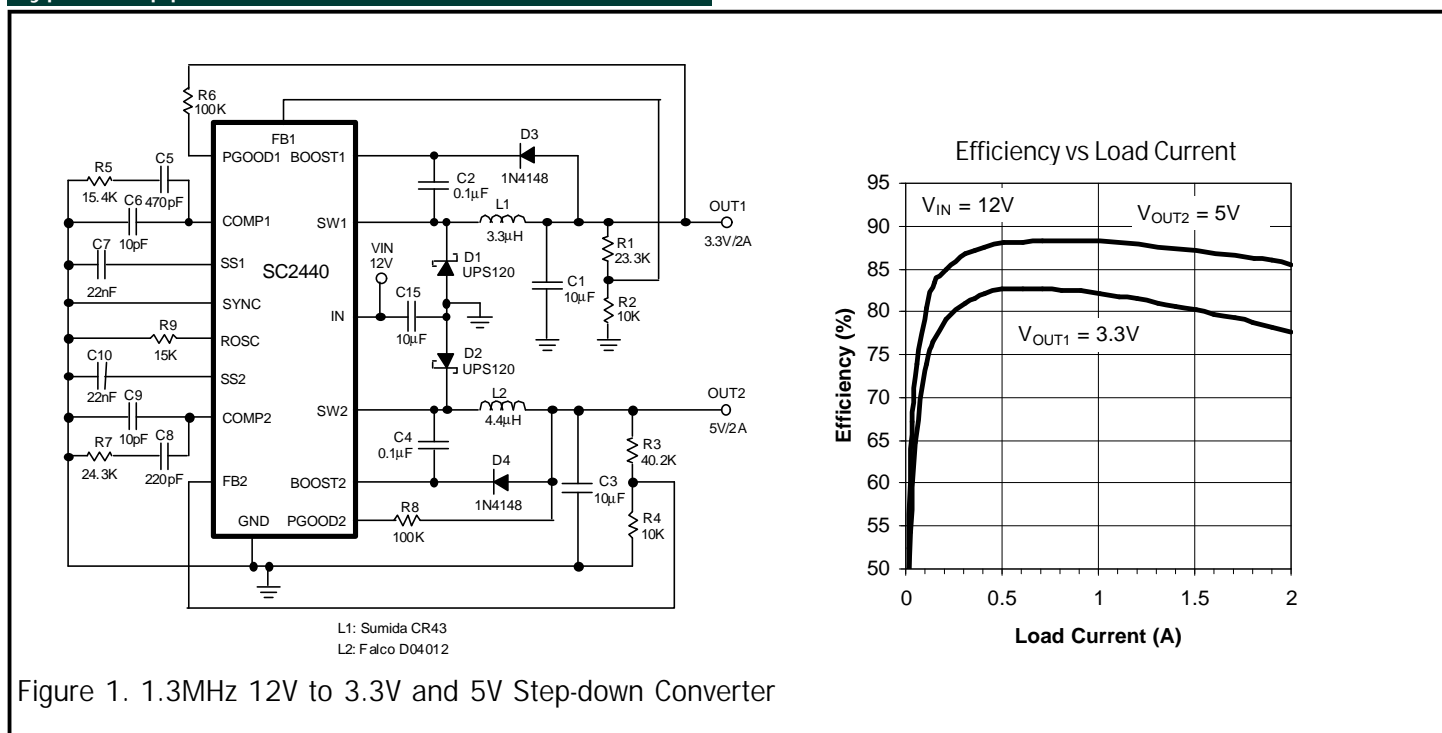 R6
100K
FB1
PGOOD1
BOOST1
D3
1N4148
R5
15.4K
C5
470pF
C6
10pF
COMP1
C2
0.1µF
SW1
L1
3.3µH
OUT1
3.3V/2A
C7
22nF
SS1
SC2440
VIN
12V
D1
UPS120
R1
23.3K
C1
10µF
R2
10K
SYNC
C15
10µF
IN
R9
15K
ROSC
C10
22nF
SS2
D2
UPS120
C9
10pF
COMP2
SW2
L2
4.4µH
OUT2
5V/2A
R7
24.3K
C8
220pF
C4
0.1µF
R3
40.2K
FB2
BOOST2
D4
1N4148
C3
10µF
GND
PGOOD2
R8
100K
R4
10K
L1: Sumida CR43
L2: Falco D04012
Efficiency vs Load Current
95
90
85
80
75
70
65
60
55
50
Efficiency (%)
VIN = 12V
VOUT2 = 5V
VOUT1 = 3.3V
0
0.5
1
1.5
2
Load Current (A)
Figure 1. 1.3MHz 12V to 3.3V and 5V Step-down Converter